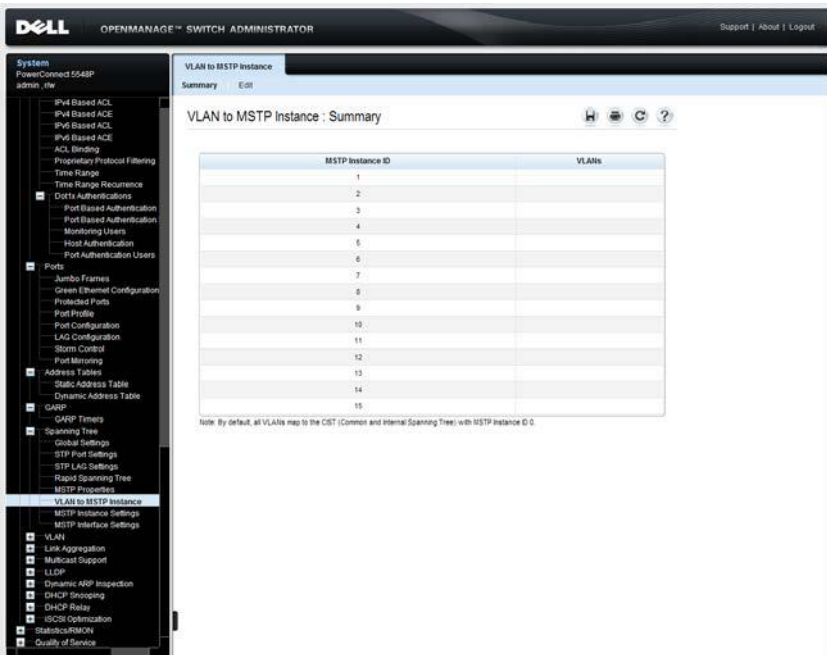 DELL
OPENMANAGE™ SWITCH ADMINISTRATOR
Support | About | Logout
System
PowerConnect 5548P
admin , r/w
IPv4 Based ACL
IPv4 Based ACE
IPv6 Based ACL
IPv6 Based ACE
ACL Binding
Proprietary Protocol Filtering
Time Range
Time Range Recurrence
Dot1x Authentications
Port Based Authentication
Port Based Authentication
Monitoring Users
Host Authentication
Port Authentication Users
Ports
Jumbo Frames
Green Ethernet Configuration
Protected Ports
Port Profile
Port Configuration
LAG Configuration
Storm Control
Port Mirroring
Address Tables
Static Address Table
Dynamic Address Table
GARP
GARP Timers
Spanning Tree
Global Settings
STP Port Settings
STP LAG Settings
Rapid Spanning Tree
MSTP Properties
VLAN to MSTP Instance
MSTP Instance Settings
MSTP Interface Settings
VLAN
Link Aggregation
Multicast Support
LLDP
Dynamic ARP Inspection
DHCP Snooping
DHCP Relay
iSCSI Optimization
Statistics/RMON
Quality of Service
VLAN to MSTP Instance
Summary Edit
VLAN to MSTP Instance : Summary
MSTP Instance ID VLANs
1
2
3
4
5
6
7
8
9
10
11
12
13
14
15
Note: By default, all VLANs map to the CIST (Common and Internal Spanning Tree) with MSTP Instance ID 0.